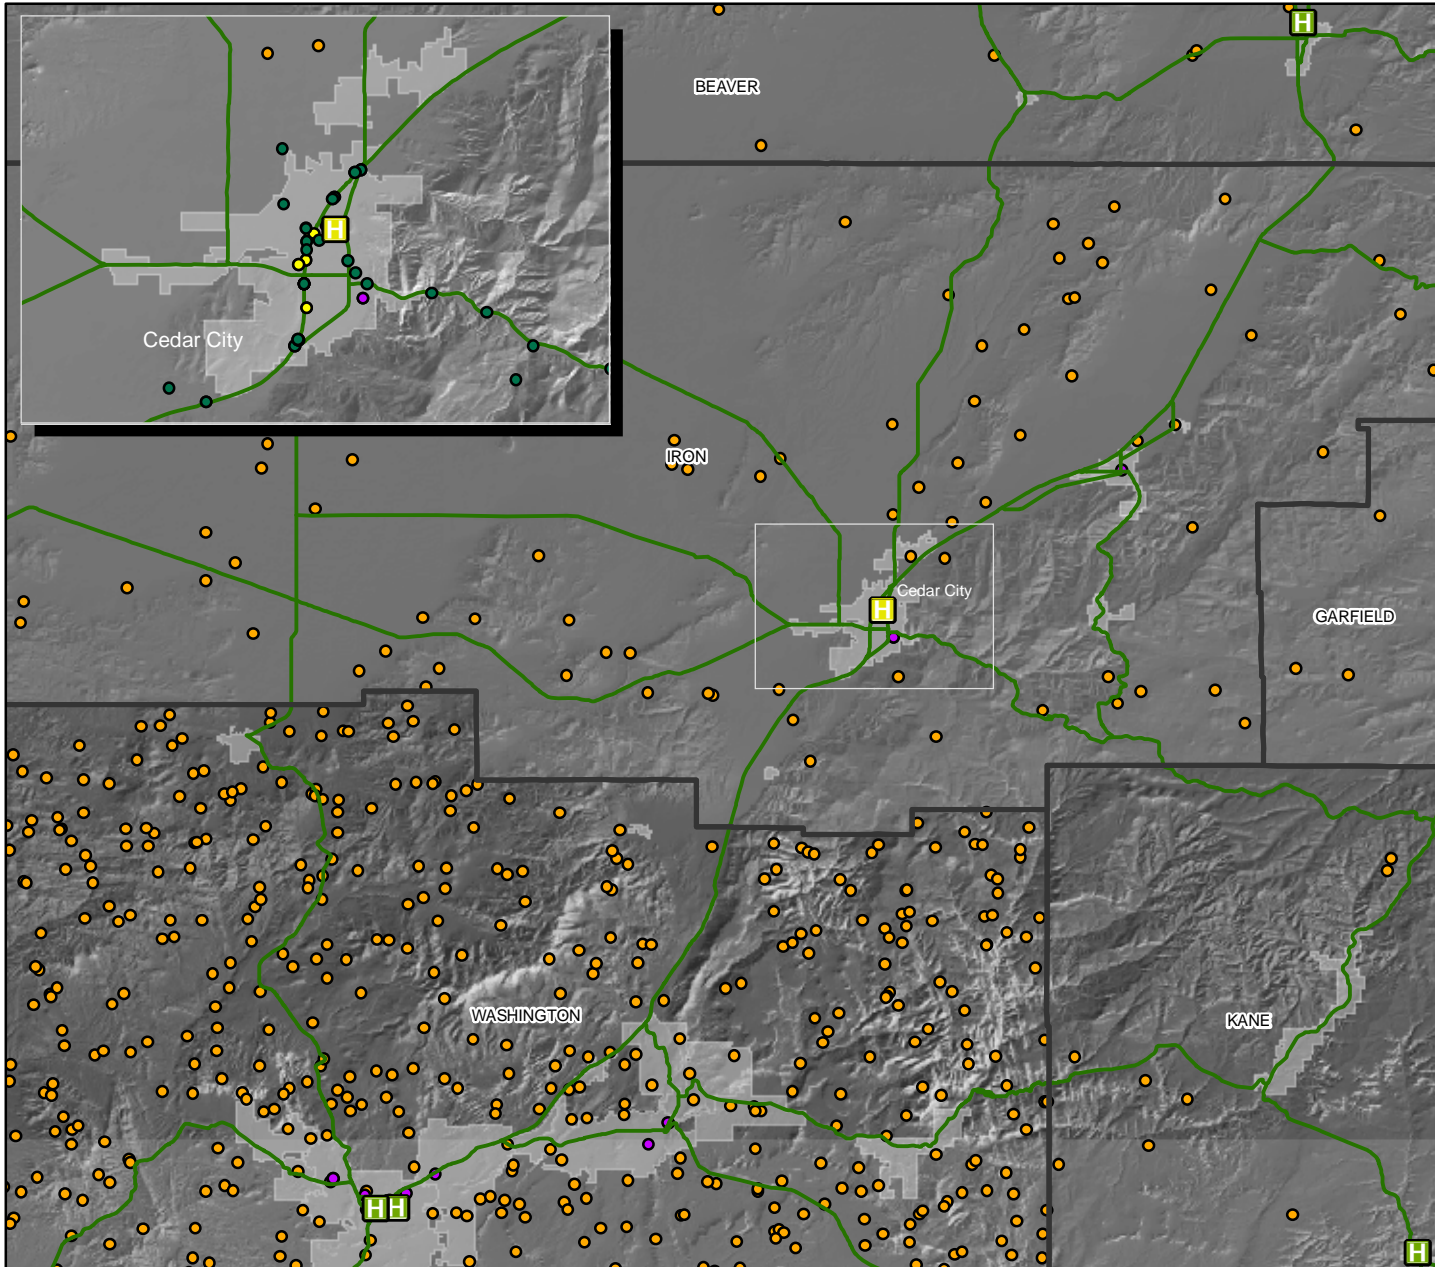 H
BEAVER
H
Cedar City
IRON
Cedar City
H
GARFIELD
WASHINGTON
KANE
H H
H